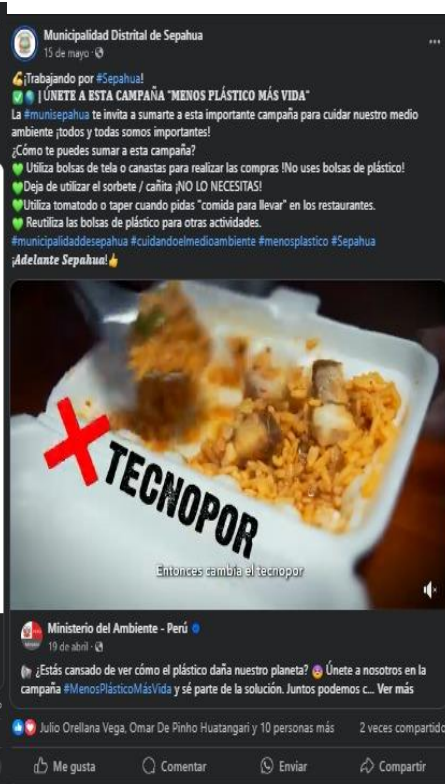 Municipalidad Distrital de Sepahua
15 de mayo ·
¡Trabajando por #Sepahua!
| ÚNETE A ESTA CAMPAÑA "MENOS PLÁSTICO MÁS VIDA"
La #munisepahua te invita a sumarte a esta importante campaña para cuidar nuestro medio
ambiente ¡todos y todas somos importantes!
¿Cómo te puedes sumar a esta campaña?
Utiliza bolsas de tela o canastas para realizar las compras !No uses bolsas de plástico!
Deja de utilizar el sorbete / cañita ¡NO LO NECESITAS!
Utiliza tomatodo o taper cuando pidas "comida para llevar" en los restaurantes.
Reutiliza las bolsas de plástico para otras actividades.
#municipalidaddesepahua #cuidandoelmedioambiente #menosplastico #Sepahua
¡Adelante Sepahua!
TECNOPOR
Entonces cambia el tecnopor
Ministerio del Ambiente - Perú
19 de abril ·
¿Estás cansado de ver cómo el plástico daña nuestro planeta? Únete a nosotros en la
campaña #MenosPlásticoMásVida y sé parte de la solución. Juntos podemos c... Ver más
Julio Orellana Vega, Omar De Pinho Huatangari y 10 personas más 2 veces compartido
Me gusta Comentar Enviar Compartir